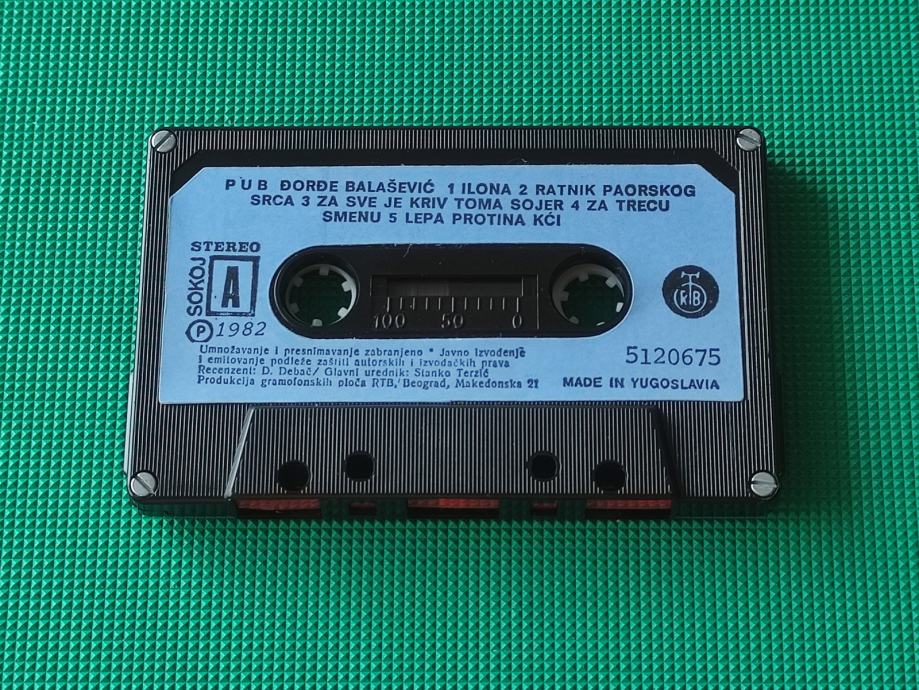 PUB ĐORĐE BALAŠEVIĆ 1 ILONA 2 RATNIK PAORSKOG
SRCA 3 ZA SVE JE KRIV TOMA SOJER 4 ZA TRECU
SMENU 5 LEPA PROTINA KĆI
STEREO
SOKOJ
A
P 1982
100 50 0
RTB
Umnožavanje i presnimavanje zabranjeno * Javno izvođenje
i emitovanje podleže zaštiti autorskih i izvođačkih prava
Recenzent: D. Debač/ Glavni urednik: Stanko Terzić
Produkcija gramofonskih ploča RTB, Beograd, Makedonska 21
5120675
MADE IN YUGOSLAVIA